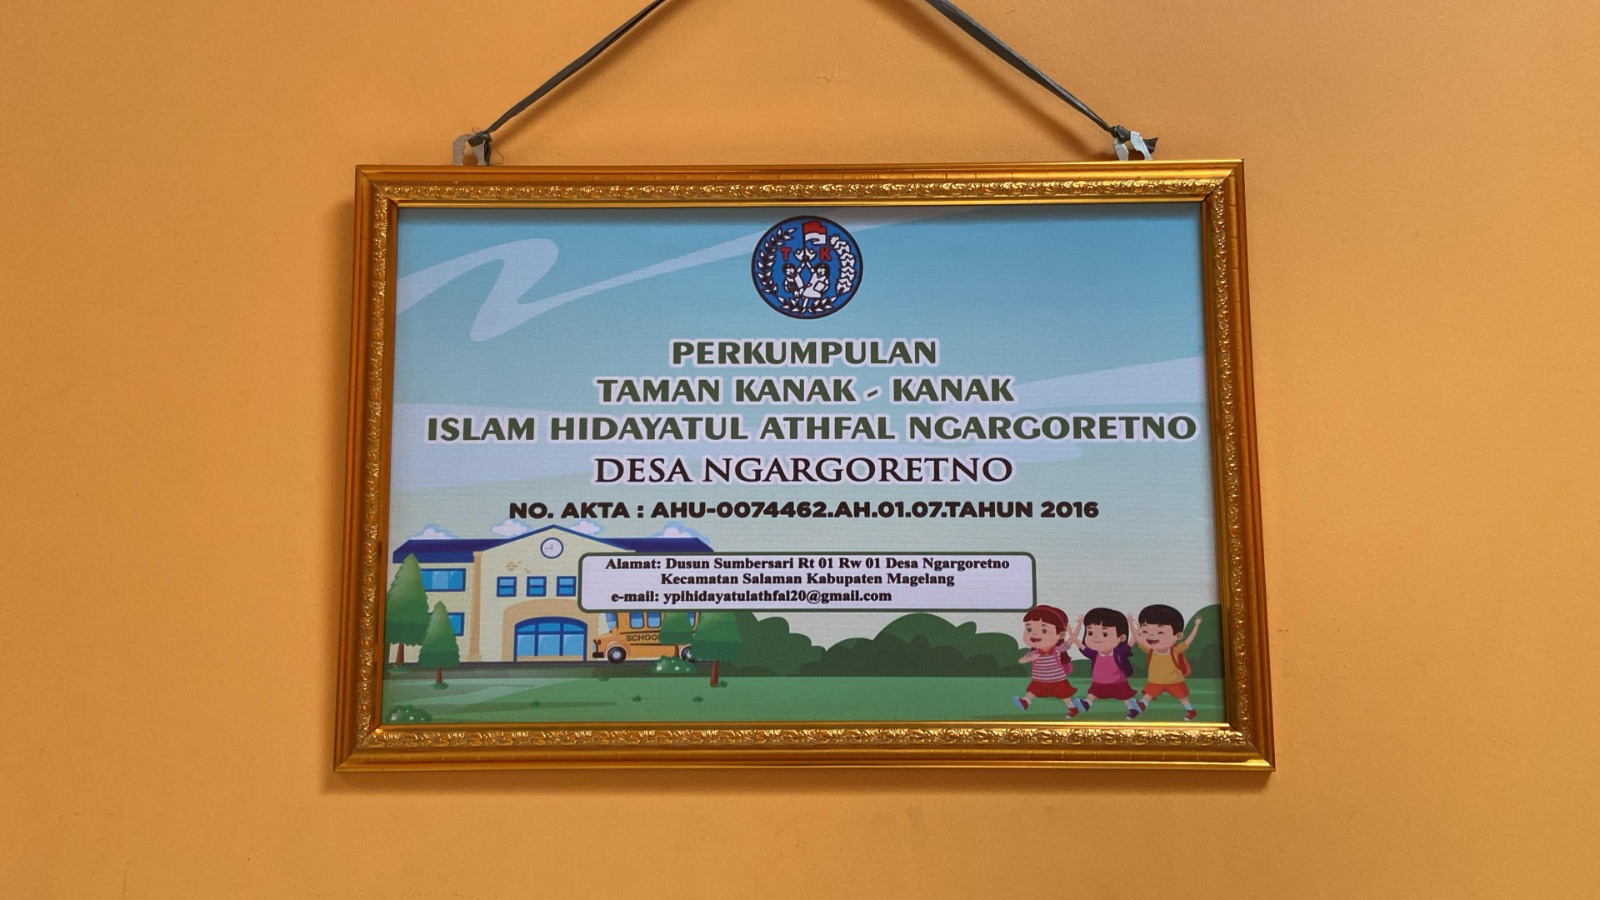 T K
PERKUMPULAN
TAMAN KANAK - KANAK
ISLAM HIDAYATUL ATHFAL NGARGORETNO
DESA NGARGORETNO
NO. AKTA : AHU-0074462.AH.01.07.TAHUN 2016
Alamat: Dusun Sumbersari Rt 01 Rw 01 Desa Ngargoretno
Kecamatan Salaman Kabupaten Magelang
e-mail: ypihidayatulathfal20@gmail.com
SCHOOL